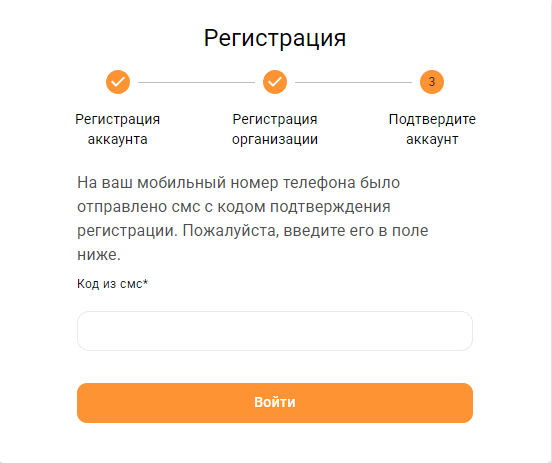 Регистрация
3
Регистрация
аккаунта
Регистрация
организации
Подтвердите
аккаунт
На ваш мобильный номер телефона было
отправлено смс с кодом подтверждения
регистрации. Пожалуйста, введите его в поле
ниже.
Код из смс*
Войти